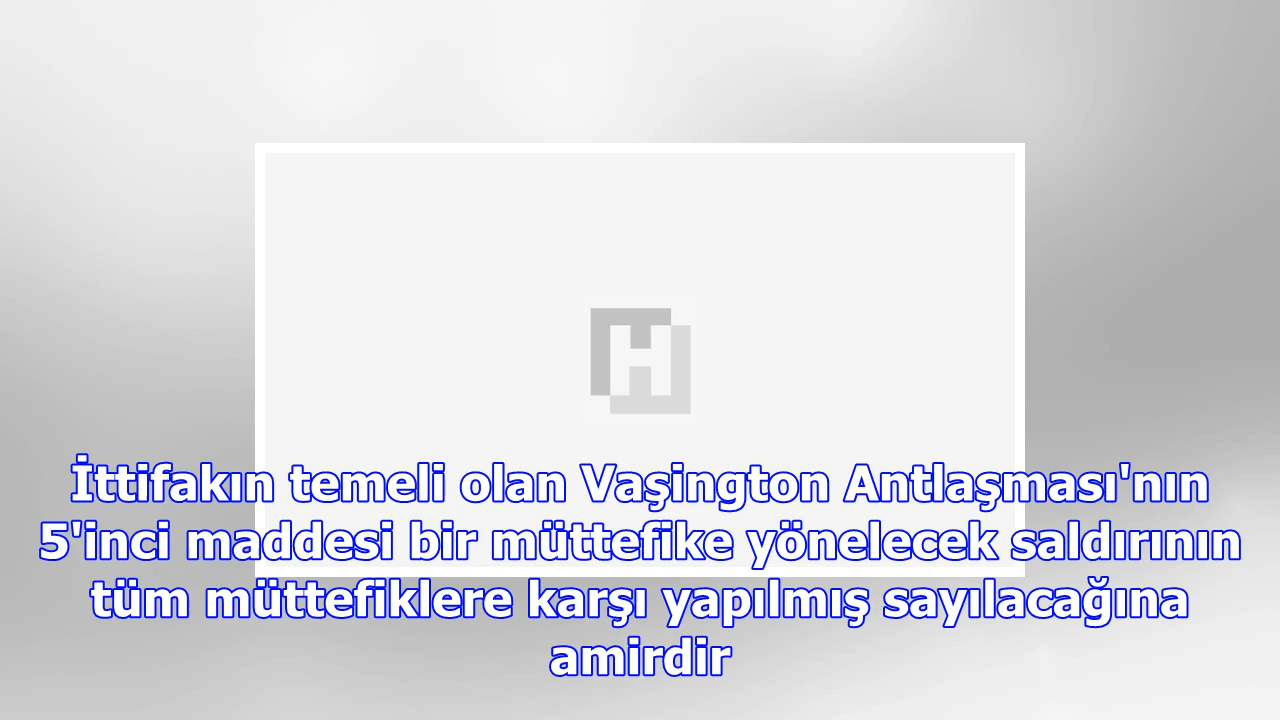 İttifakın temeli olan Vaşington Antlaşması'nın
5'inci maddesi bir müttefike yönelecek saldırının
tüm müttefiklere karşı yapılmış sayılacağına
amirdir